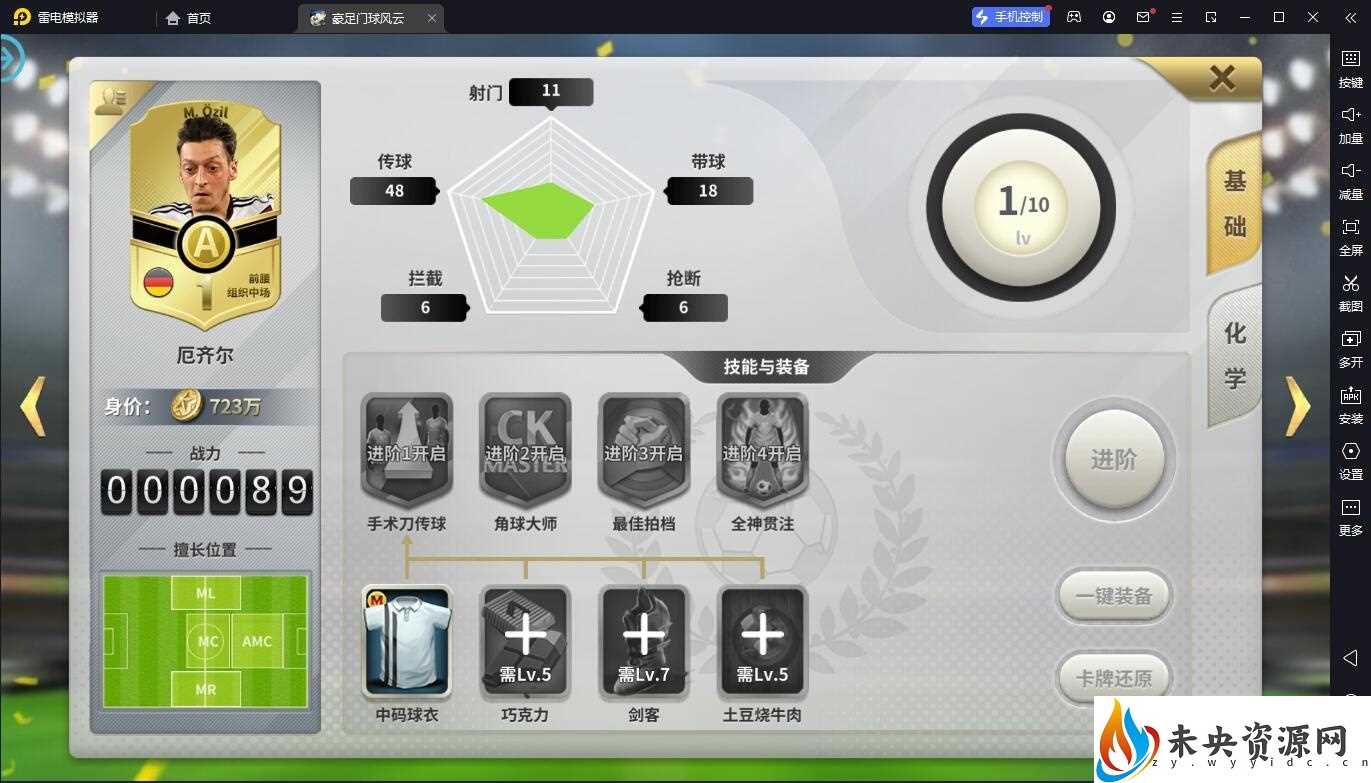 雷电模拟器
首页
豪足门球风云
手机控制
按键
加量
减量
全屏
截图
多开
安装
APK
设置
更多
M. Özil
A
1
前腰
组织中场
厄齐尔
身价：
723万
战力
000089
擅长位置
ML
MC
AMC
MR
射门
11
传球
48
带球
18
拦截
6
抢断
6
1/10
lv
基础
化学
技能与装备
进阶1开启
CK
MASTER
进阶2开启
进阶3开启
进阶4开启
手术刀传球
角球大师
最佳拍档
全神贯注
进阶
M
需Lv.5
需Lv.7
需Lv.5
中码球衣
巧克力
剑客
土豆烧牛肉
一键装备
卡牌还原
未央资源网
zy.wyyidc.cn